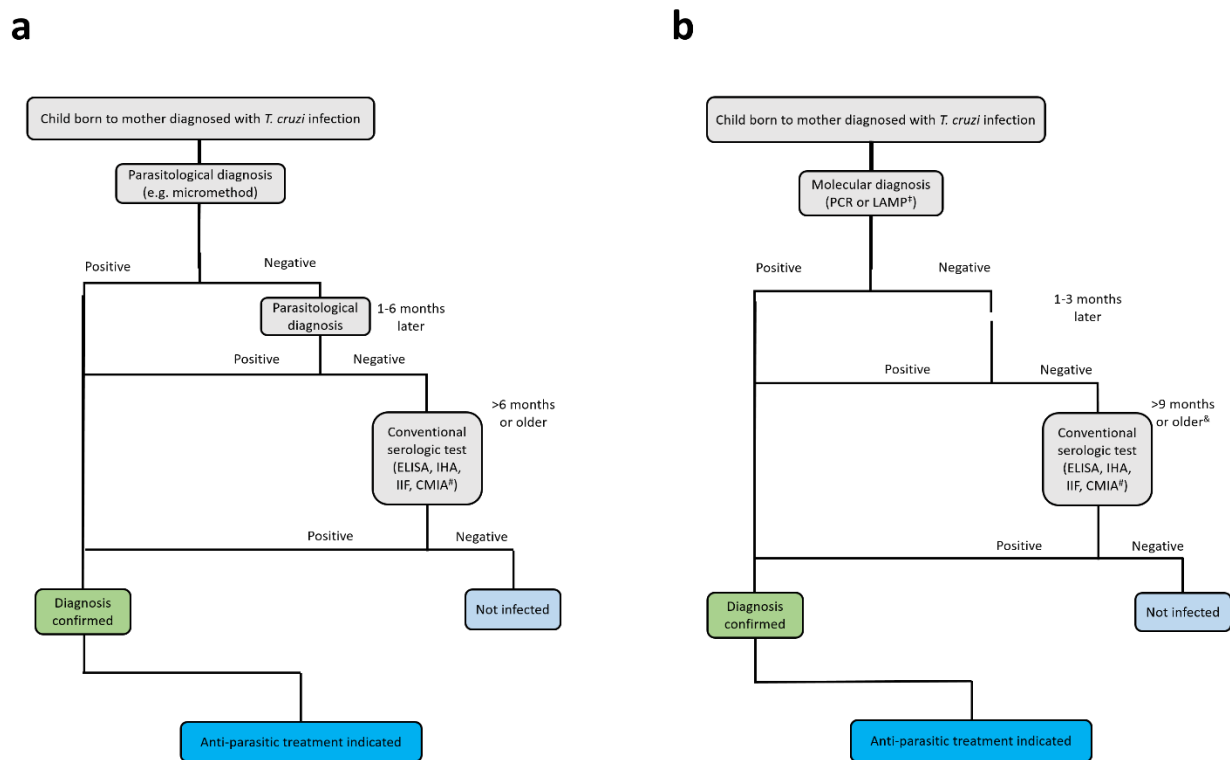 a
Child born to mother diagnosed with T. cruzi infection
Parasitological diagnosis
(e.g. micromethod)
Positive
Negative
Parasitological
diagnosis
1-6 months
later
Positive
Negative
>6 months
or older
Conventional
serologic test
(ELISA, IHA,
IIF, CMIA#)
Positive
Negative
Diagnosis
confirmed
Not infected
Anti-parasitic treatment indicated
b
Child born to mother diagnosed with T. cruzi infection
Molecular diagnosis
(PCR or LAMP‡)
Positive
Negative
1-3 months
later
Positive
Negative
>9 months
or older&
Conventional
serologic test
(ELISA, IHA,
IIF, CMIA#)
Positive
Negative
Diagnosis
confirmed
Not infected
Anti-parasitic treatment indicated